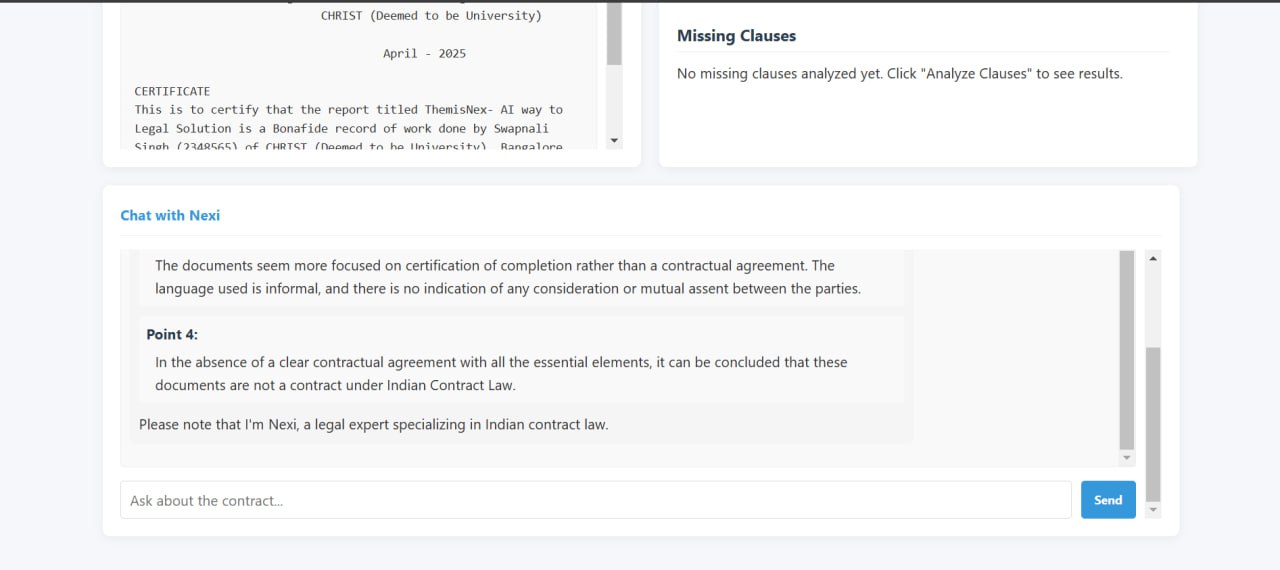 CHRIST (Deemed to be University)
April - 2025
CERTIFICATE
This is to certify that the report titled ThemisNex- AI way to
Legal Solution is a Bonafide record of work done by Swapnali
Singh (2348565) of CHRIST (Deemed to be University), Bangalore
Missing Clauses
No missing clauses analyzed yet. Click "Analyze Clauses" to see results.
Chat with Nexi
The documents seem more focused on certification of completion rather than a contractual agreement. The
language used is informal, and there is no indication of any consideration or mutual assent between the parties.
Point 4:
In the absence of a clear contractual agreement with all the essential elements, it can be concluded that these
documents are not a contract under Indian Contract Law.
Please note that I'm Nexi, a legal expert specializing in Indian contract law.
Ask about the contract...
Send